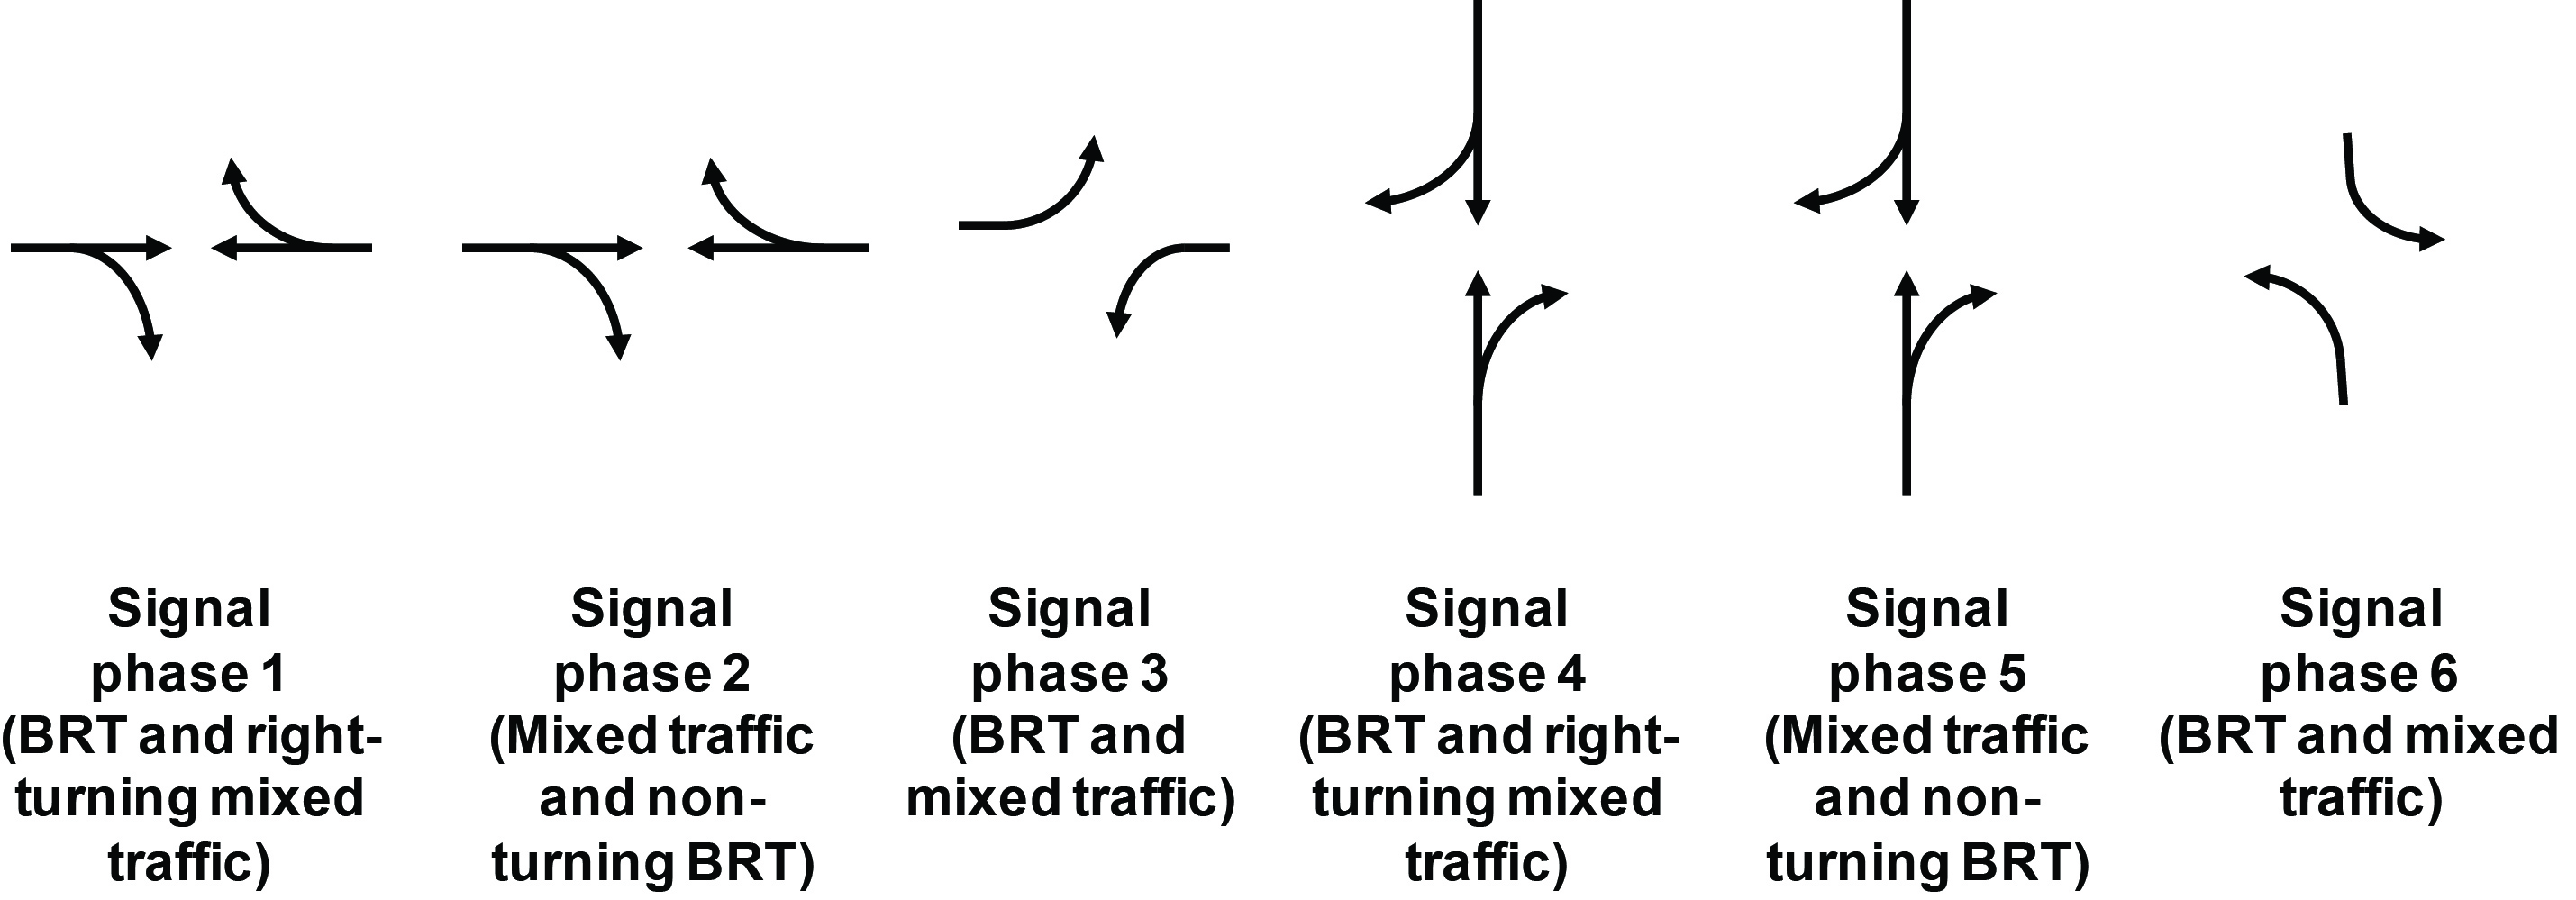 Signal
phase 1
(BRT and right-
turning mixed
traffic)
Signal
phase 2
(Mixed traffic
and non-
turning BRT)
Signal
phase 3
(BRT and
mixed traffic)
Signal
phase 4
(BRT and right-
turning mixed
traffic)
Signal
phase 5
(Mixed traffic
and non-
turning BRT)
Signal
phase 6
(BRT and mixed
traffic)